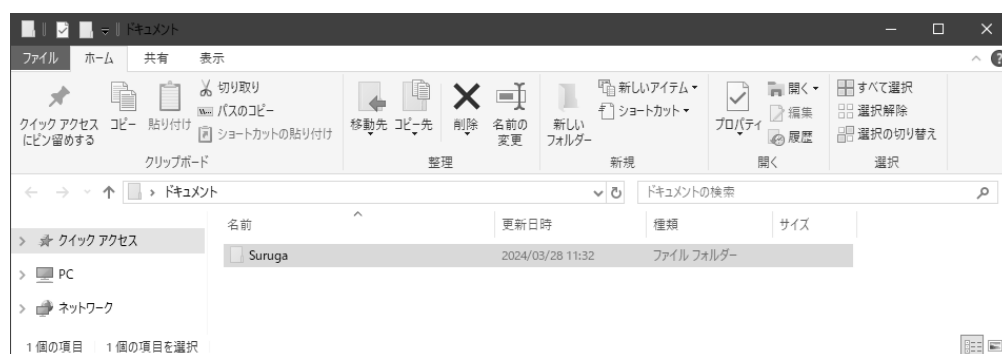 ドキュメント
ファイル ホーム 共有 表示
クイック アクセス
にピン留めする
コピー
貼り付け
切り取り
パスのコピー
ショートカットの貼り付け
クリップボード
移動先
コピー先
削除
名前の
変更
整理
新しい
フォルダー
新しいアイテム
ショートカット
新規
プロパティ
開く
編集
履歴
開く
すべて選択
選択解除
選択の切り替え
選択
ドキュメント
ドキュメントの検索
クイック アクセス
PC
ネットワーク
名前 更新日時 種類 サイズ
Suruga 2024/03/28 11:32 ファイル フォルダー
1 個の項目 1 個の項目を選択